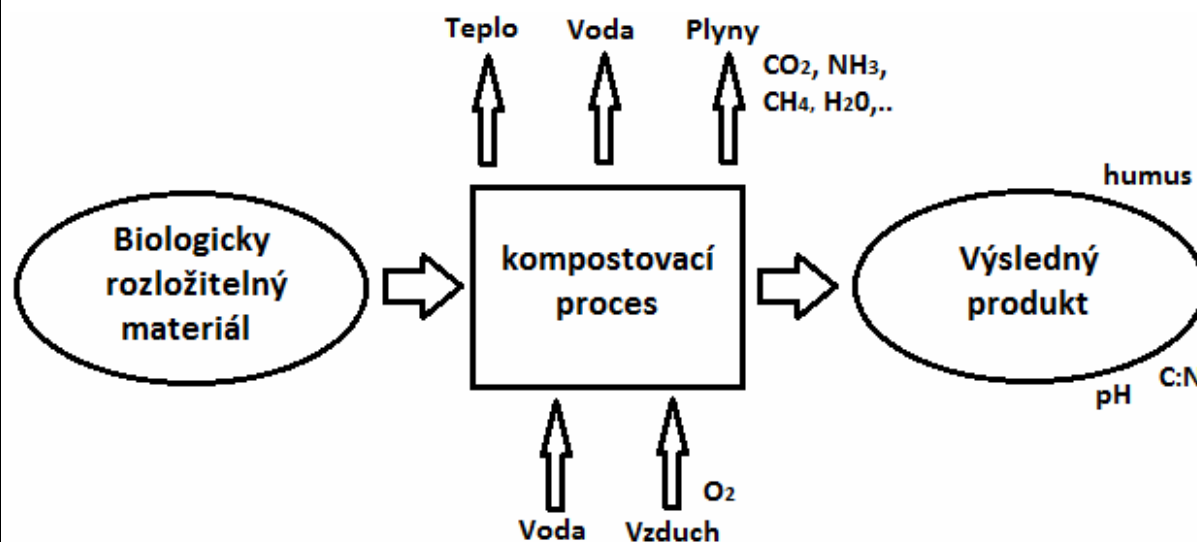 Teplo
Voda
Plyny
CO2, NH3,
CH4, H20,..
Biologicky
rozložitelný
materiál
kompostovací
proces
humus
Výsledný
produkt
pH
C:N
O2
Voda
Vzduch